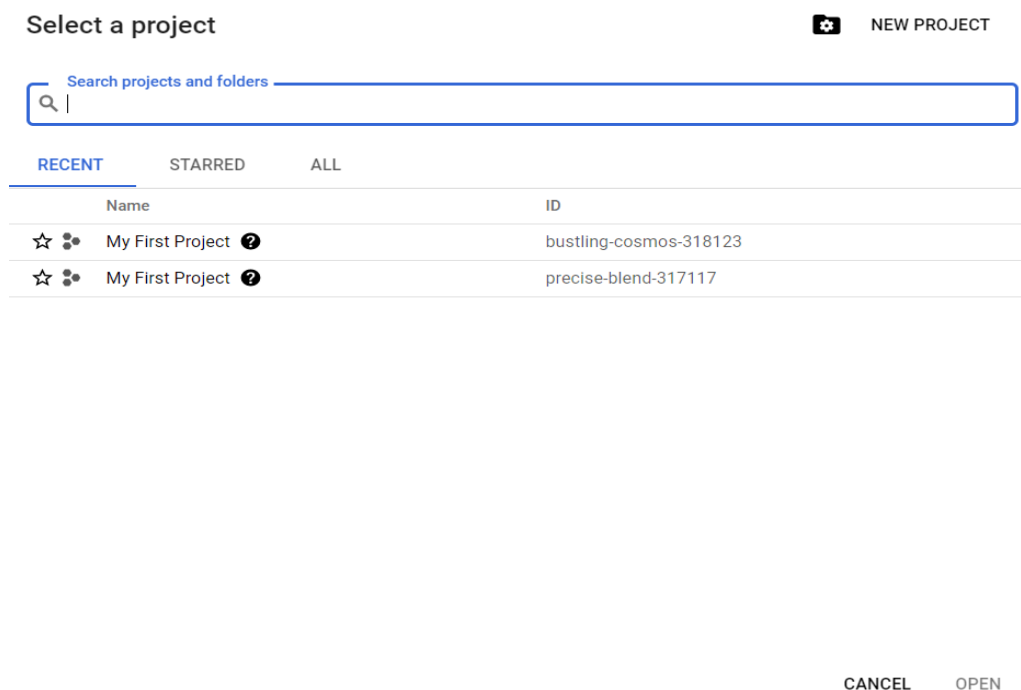 Select a project
NEW PROJECT
Search projects and folders
RECENT STARRED ALL
Name ID
My First Project ? bustling-cosmos-318123
My First Project ? precise-blend-317117
CANCEL OPEN